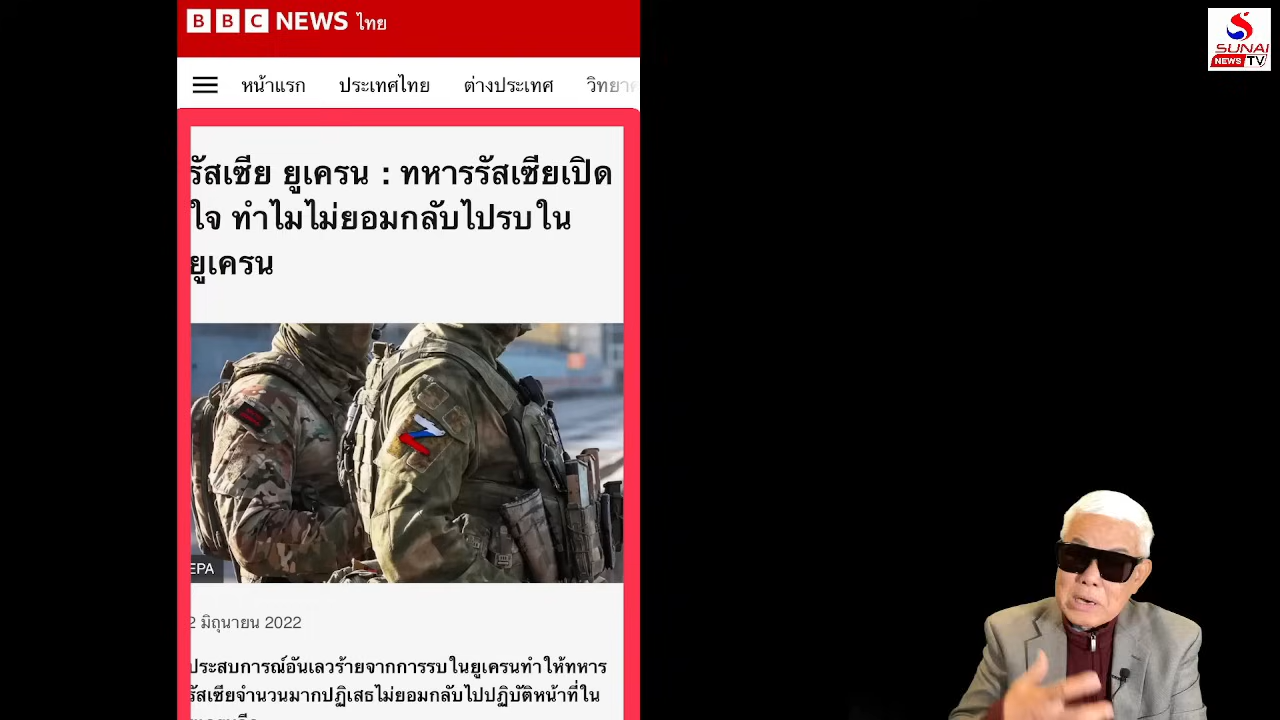 BBC NEWS ไทย
SUNAI
NEWS TV
หน้าแรก ประเทศไทย ต่างประเทศ
รัสเซีย ยูเครน : ทหารรัสเซียเปิด
ใจ ทำไมไม่ยอมกลับไปรบใน
ยูเครน
EPA
2 มิถุนายน 2022
ประสบการณ์อันเลวร้ายจากการรบในยูเครนทำให้ทหาร
รัสเซียจำนวนมากปฏิเสธไม่ยอมกลับไปปฏิบัติหน้าที่ใน